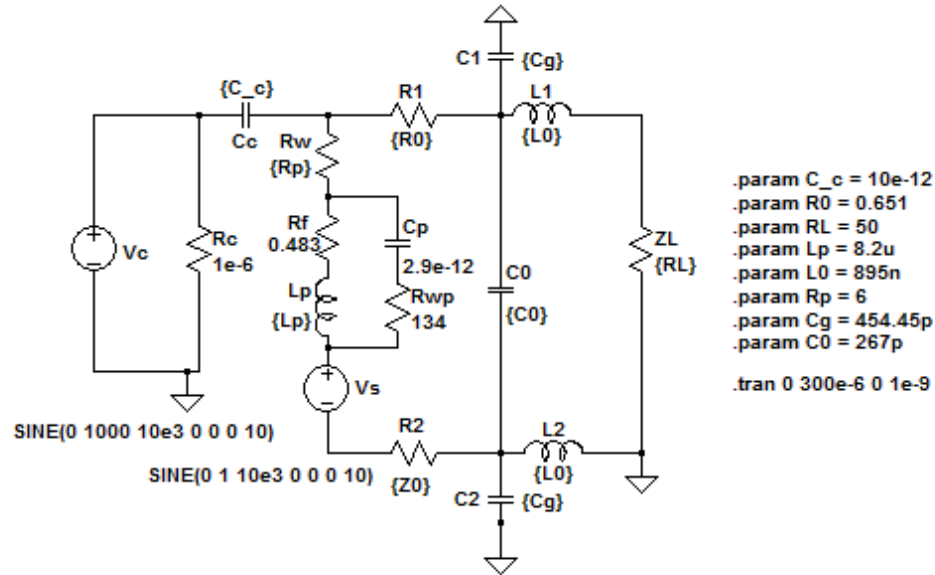 C1
{Cg}
{C_c}
Cc
R1
{R0}
L1
{L0}
Rw
{Rp}
Rf
0.483
Cp
2.9e-12
Lp
{Lp}
Rwp
134
Vc
Rc
1e-6
C0
{C0}
ZL
{RL}
Vs
R2
{Z0}
L2
{L0}
C2
{Cg}
SINE(0 1000 10e3 0 0 0 10)
SINE(0 1 10e3 0 0 0 10)
.param C_c = 10e-12
.param R0 = 0.651
.param RL = 50
.param Lp = 8.2u
.param L0 = 895n
.param Rp = 6
.param Cg = 454.45p
.param C0 = 267p
.tran 0 300e-6 0 1e-9